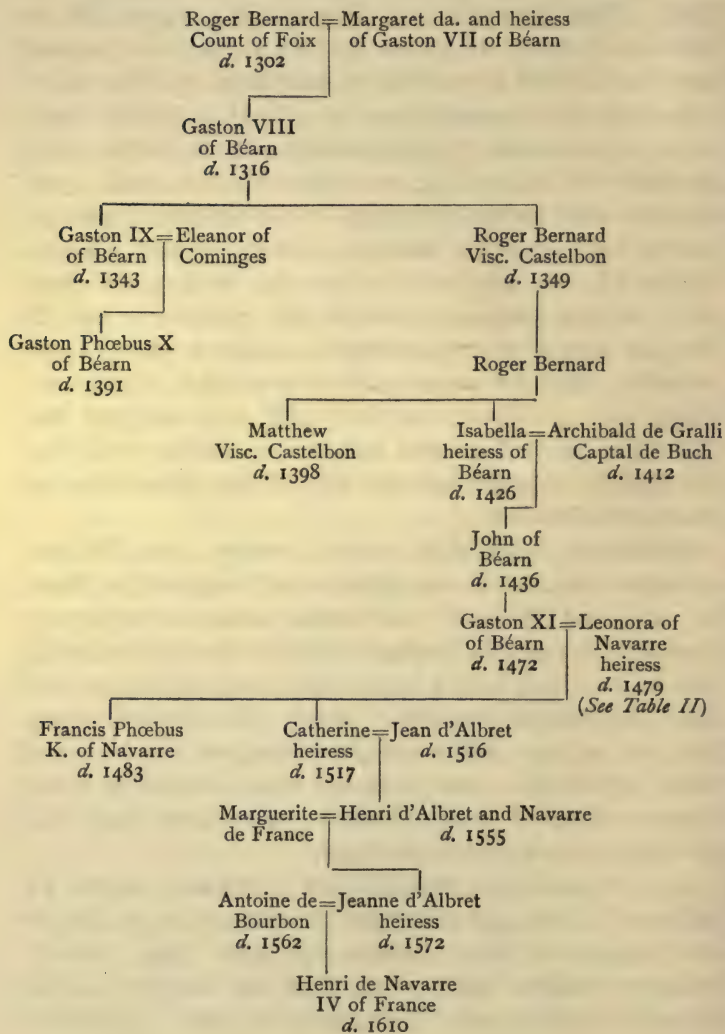 Roger Bernard=Margaret da. and heiress
Count of Foix of Gaston VII of Béarn
d. 1302
Gaston VIII
of Béarn
d. 1316
Gaston IX=Eleanor of
of Béarn Cominges
d. 1343
Roger Bernard
Visc. Castelbon
d. 1349
Gaston Phœbus X
of Béarn
d. 1391
Roger Bernard
Matthew
Visc. Castelbon
d. 1398
Isabella=Archibald de Gralli
heiress of Captal de Buch
Béarn d. 1412
d. 1426
John of
Béarn
d. 1436
Gaston XI=Leonora of
of Béarn Navarre
d. 1472 heiress
d. 1479
(See Table II)
Francis Phœbus
K. of Navarre
d. 1483
Catherine=Jean d'Albret
heiress d. 1516
d. 1517
Marguerite=Henri d'Albret and Navarre
de France d. 1555
Antoine de=Jeanne d'Albret
Bourbon heiress
d. 1562 d. 1572
Henri de Navarre
IV of France
d. 1610